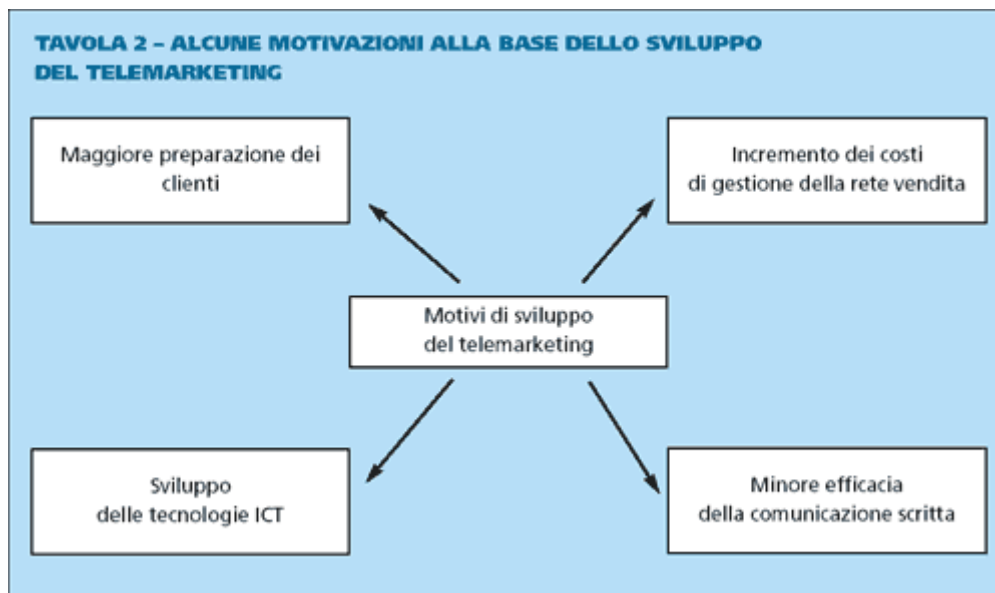 TAVOLA 2 – ALCUNE MOTIVAZIONI ALLA BASE DELLO SVILUPPO
DEL TELEMARKETING
Maggiore preparazione dei
clienti
Incremento dei costi
di gestione della rete vendita
Motivi di sviluppo
del telemarketing
Sviluppo
delle tecnologie ICT
Minore efficacia
della comunicazione scritta